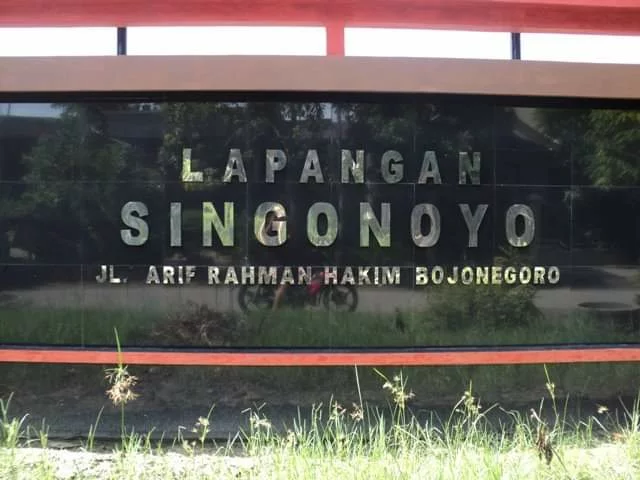 LAPANGAN
SINGONOYO
JL. ARIF RAHMAN HAKIM BOJONEGORO